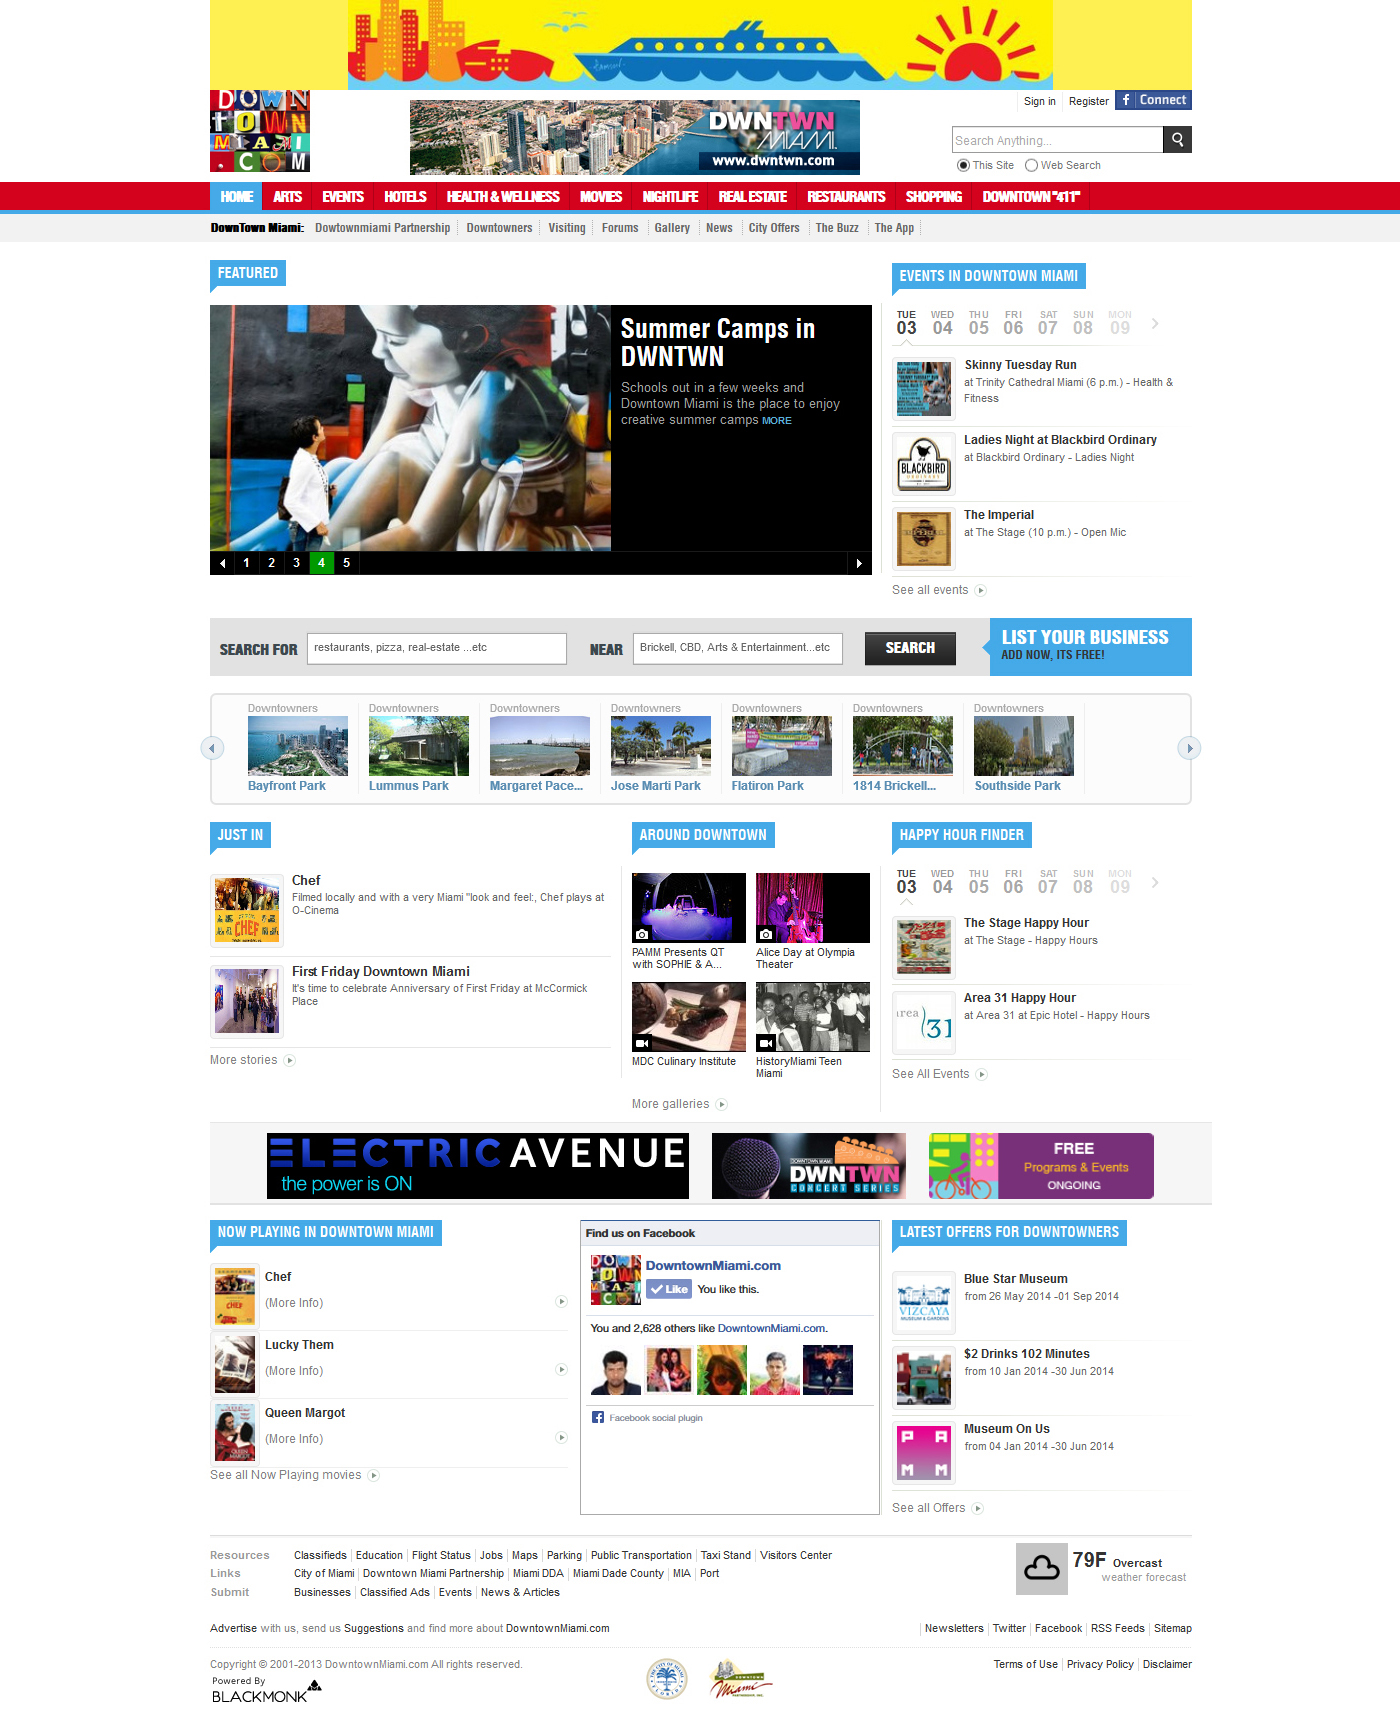 DOWN
TOWN
MIAMI
.COM
DWNTWN
MIAMI
www.dwntwn.com
Sign in
Register
f Connect
Search Anything...
This Site
Web Search
HOME
ARTS
EVENTS
HOTELS
HEALTH & WELLNESS
MOVIES
NIGHTLIFE
REAL ESTATE
RESTAURANTS
SHOPPING
DOWNTOWN "411"
DownTown Miami:
Dowtownmiami Partnership
Downtowners
Visiting
Forums
Gallery
News
City Offers
The Buzz
The App
FEATURED
Summer Camps in
DWNTWN
Schools out in a few weeks and
Downtown Miami is the place to enjoy
creative summer camps MORE
1 2 3 4 5
EVENTS IN DOWNTOWN MIAMI
TUE WED THU FRI SAT SUN MON
03 04 05 06 07 08 09
Skinny Tuesday Run
at Trinity Cathedral Miami (6 p.m.) - Health &
Fitness
BLACKBIRD
ORDINARY
Ladies Night at Blackbird Ordinary
at Blackbird Ordinary - Ladies Night
The Imperial
at The Stage (10 p.m.) - Open Mic
See all events
SEARCH FOR
restaurants, pizza, real-estate ...etc
NEAR
Brickell, CBD, Arts & Entertainment...etc
SEARCH
LIST YOUR BUSINESS
ADD NOW, ITS FREE!
Downtowners
Bayfront Park
Downtowners
Lummus Park
Downtowners
Margaret Pace...
Downtowners
Jose Marti Park
Downtowners
Flatiron Park
Downtowners
1814 Brickell...
Downtowners
Southside Park
JUST IN
CHEF
Chef
Filmed locally and with a very Miami "look and feel:, Chef plays at
O-Cinema
First Friday Downtown Miami
It's time to celebrate Anniversary of First Friday at McCormick
Place
More stories
AROUND DOWNTOWN
PAMM Presents QT
with SOPHIE & A...
Alice Day at Olympia
Theater
MDC Culinary Institute
HistoryMiami Teen
Miami
More galleries
HAPPY HOUR FINDER
TUE WED THU FRI SAT SUN MON
03 04 05 06 07 08 09
The Stage Happy Hour
at The Stage - Happy Hours
area
31
Area 31 Happy Hour
at Area 31 at Epic Hotel - Happy Hours
See All Events
ELECTRIC AVENUE
the power is ON
DOWNTOWN MIAMI
DWNTWN
CONCERT SERIES
FREE
Programs & Events
ONGOING
NOW PLAYING IN DOWNTOWN MIAMI
CHEF
Chef
(More Info)
Lucky Them
(More Info)
QUEEN
MARGOT
Queen Margot
(More Info)
See all Now Playing movies
Find us on Facebook
DOWN
TOWN
MIAMI
.COM
DowntownMiami.com
Like
You like this.
You and 2,628 others like DowntownMiami.com.
Facebook social plugin
LATEST OFFERS FOR DOWNTOWNERS
VIZCAYA
MUSEUM & GARDENS
Blue Star Museum
from 26 May 2014 -01 Sep 2014
$2 Drinks 102 Minutes
from 10 Jan 2014 -30 Jun 2014
P A
M M
Museum On Us
from 04 Jan 2014 -30 Jun 2014
See all Offers
Resources
Classifieds
Education
Flight Status
Jobs
Maps
Parking
Public Transportation
Taxi Stand
Visitors Center
Links
City of Miami
Downtown Miami Partnership
Miami DDA
Miami Dade County
MIA
Port
Submit
Businesses
Classified Ads
Events
News & Articles
79F Overcast
weather forecast
Advertise with us, send us Suggestions and find more about DowntownMiami.com
Newsletters
Twitter
Facebook
RSS Feeds
Sitemap
Copyright © 2001-2013 DowntownMiami.com All rights reserved.
Powered By
BLACKMONK
DOWNTOWN
Miami
Terms of Use
Privacy Policy
Disclaimer